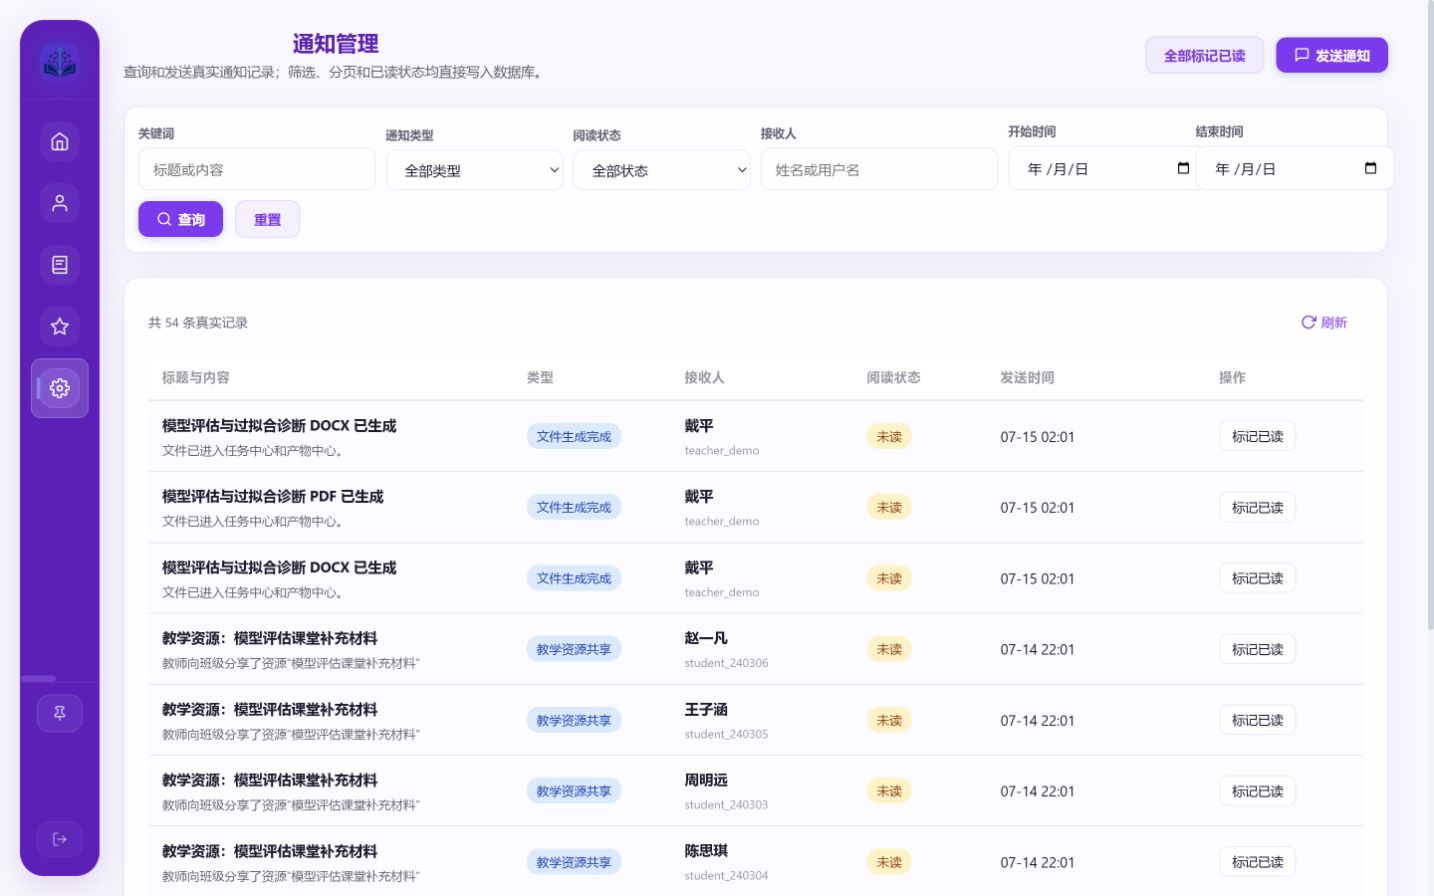 通知管理
查询和发送真实通知记录；筛选、分页和已读状态均直接写入数据库。
全部标记已读
发送通知
关键词
通知类型
阅读状态
接收人
开始时间
结束时间
标题或内容
全部类型
全部状态
姓名或用户名
年 /月/日
年 /月/日
查询
重置
共 54 条真实记录
刷新
标题与内容
类型
接收人
阅读状态
发送时间
操作
模型评估与过拟合诊断 DOCX 已生成
文件已进入任务中心和产物中心。
文件生成完成
戴平
teacher_demo
未读
07-15 02:01
标记已读
模型评估与过拟合诊断 PDF 已生成
文件已进入任务中心和产物中心。
文件生成完成
戴平
teacher_demo
未读
07-15 02:01
标记已读
模型评估与过拟合诊断 DOCX 已生成
文件已进入任务中心和产物中心。
文件生成完成
戴平
teacher_demo
未读
07-15 02:01
标记已读
教学资源：模型评估课堂补充材料
教师向班级分享了资源“模型评估课堂补充材料”
教学资源共享
赵一凡
student_240306
未读
07-14 22:01
标记已读
教学资源：模型评估课堂补充材料
教师向班级分享了资源“模型评估课堂补充材料”
教学资源共享
王子涵
student_240305
未读
07-14 22:01
标记已读
教学资源：模型评估课堂补充材料
教师向班级分享了资源“模型评估课堂补充材料”
教学资源共享
周明远
student_240303
未读
07-14 22:01
标记已读
教学资源：模型评估课堂补充材料
教师向班级分享了资源“模型评估课堂补充材料”
教学资源共享
陈思琪
student_240304
未读
07-14 22:01
标记已读